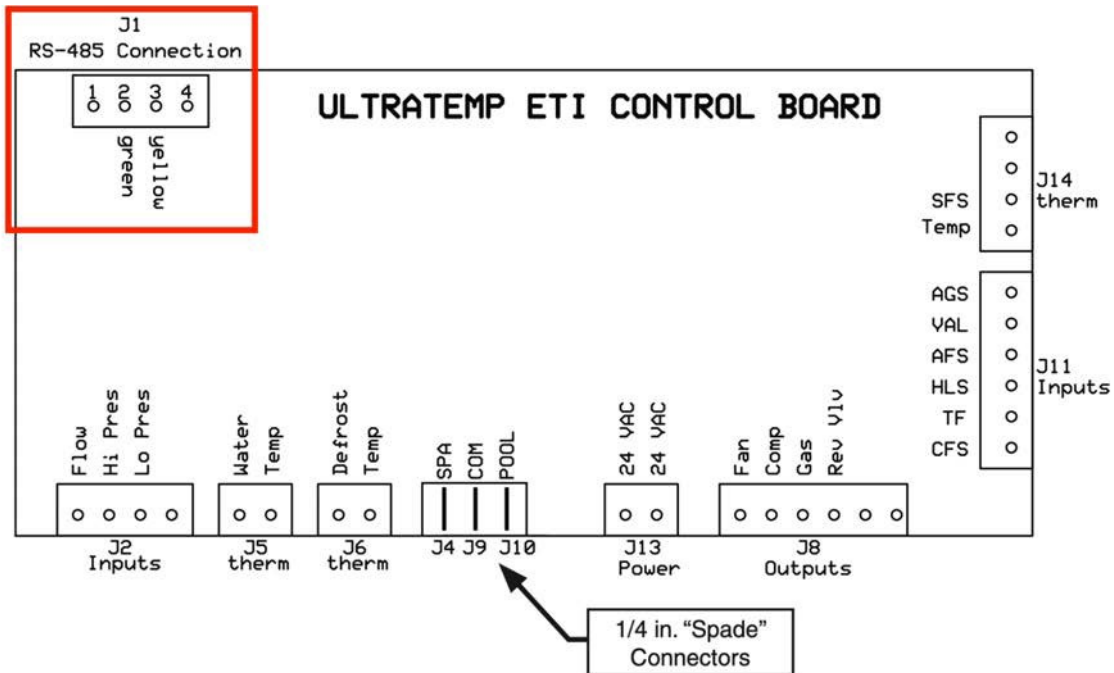 J1
RS-485 Connection
1 2 3 4
green
yellow
ULTRATEMP ETI CONTROL BOARD
SFS
Temp
J14
therm
AGS
VAL
AFS
HLS
TF
CFS
J11
Inputs
Flow
Hi Pres
Lo Pres
J2
Inputs
Water
Temp
J5
therm
Defrost
Temp
J6
therm
SPA
COM
POOL
J4 J9 J10
24 VAC
24 VAC
J13
Power
Fan
Comp
Gas
Rev Vlv
J8
Outputs
1/4 in. “Spade”
Connectors